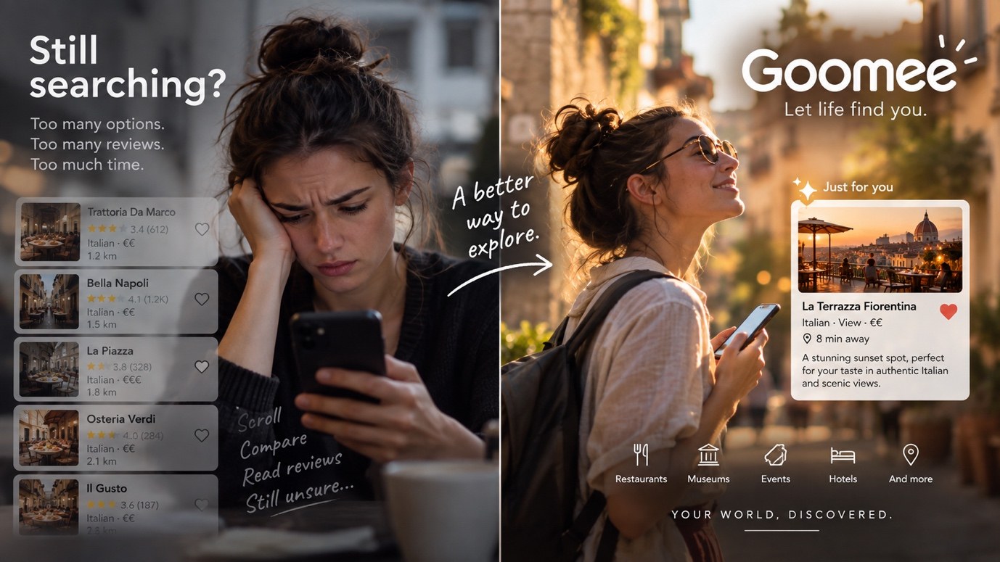 Still
searching?
Too many options.
Too many reviews.
Too much time.
Trattoria Da Marco
3.4 (612)
Italian · €€
1.2 km
Bella Napoli
4.1 (1.2K)
Italian · €€
1.5 km
La Piazza
3.8 (328)
Italian · €€€
1.8 km
Osteria Verdi
4.0 (284)
Italian · €€
2.1 km
Il Gusto
3.6 (187)
Italian · €€
Scroll
Compare
Read reviews
Still unsure...
A better
way to
explore.
Goomee
Let life find you.
Just for you
La Terrazza Fiorentina
Italian · View · €€
8 min away
A stunning sunset spot, perfect
for your taste in authentic Italian
and scenic views.
Restaurants Museums Events Hotels And more
YOUR WORLD, DISCOVERED.